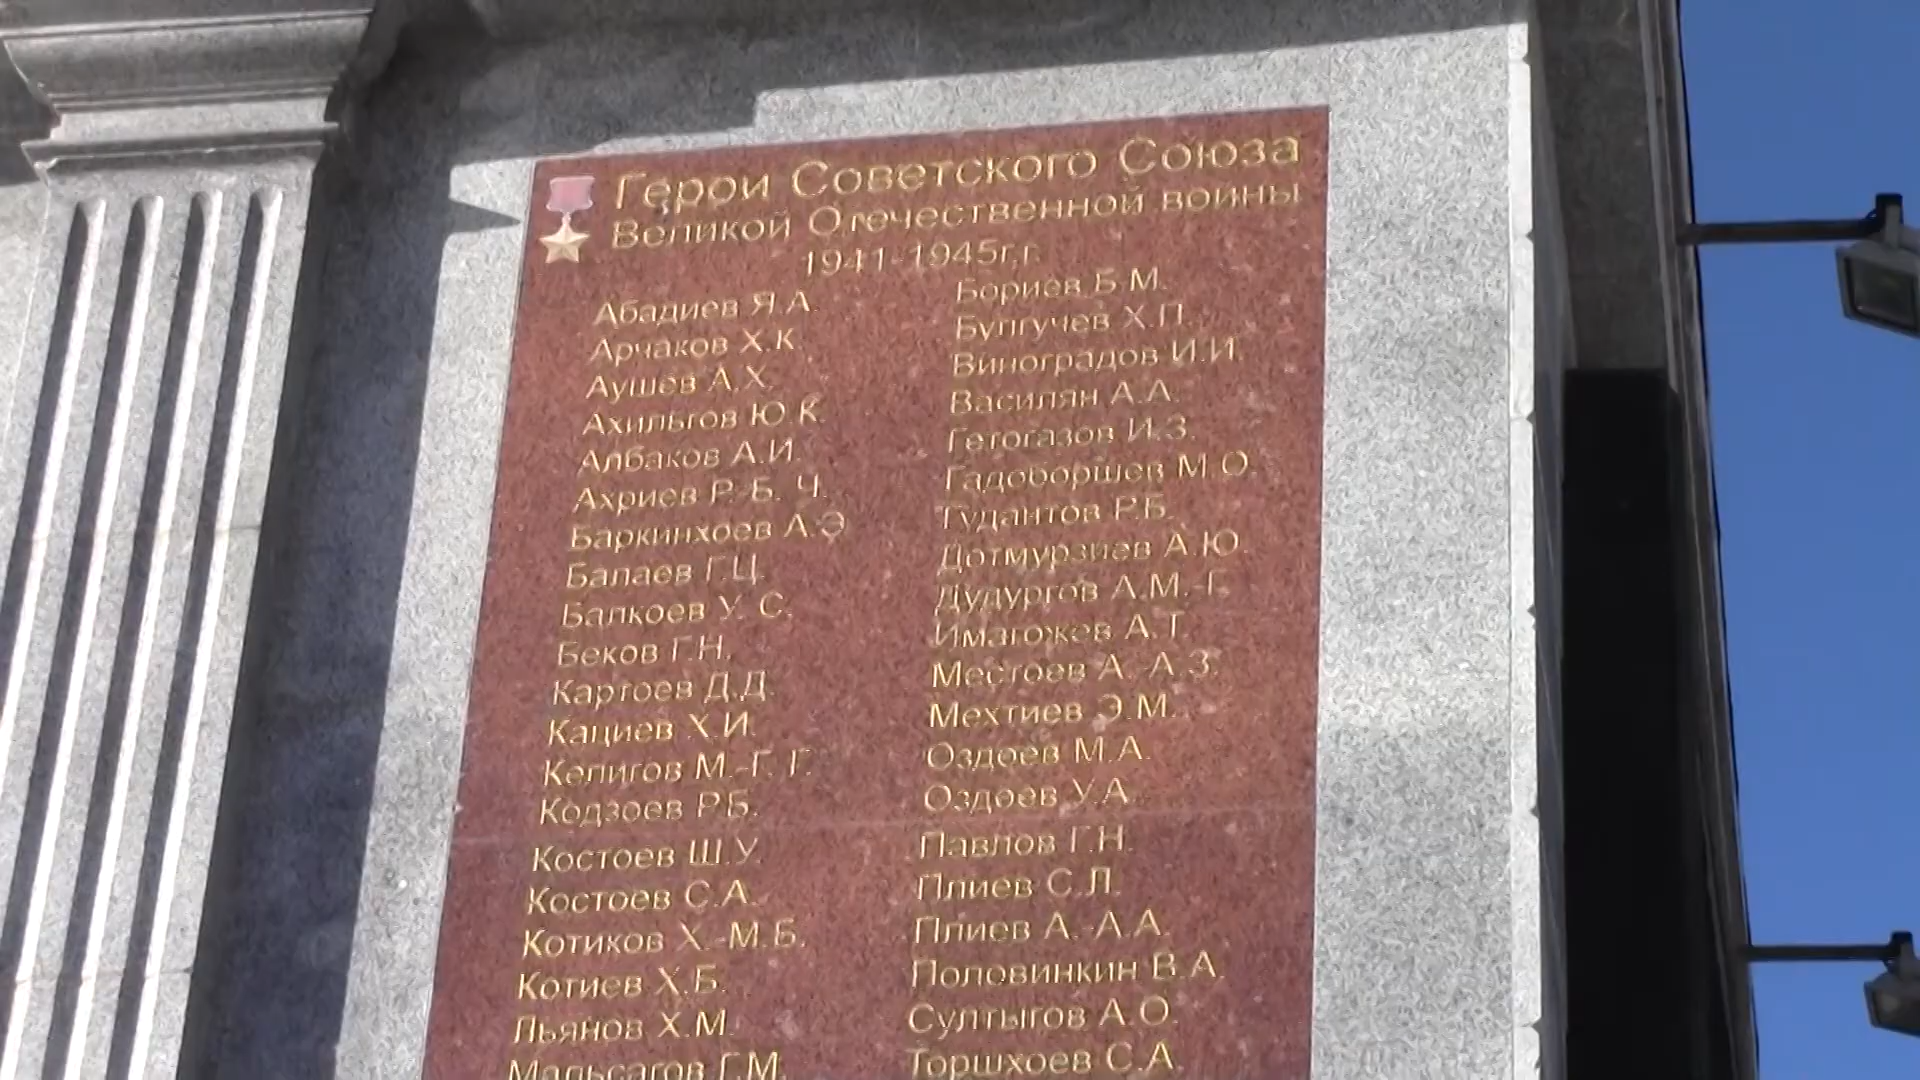 Герои Советского Союза
Великой Отечественной войны
1941-1945г.г.
Абадиев Я.А.
Арчаков Х.К.
Аушев А.Х.
Ахильгов Ю.К.
Албаков А.И.
Ахриев Р.-Б. Ч.
Баркинхоев А.Э.
Балаев Г.Ц.
Балкоев У. С.
Беков Г.Н.
Картоев Д.Д.
Кациев Х.И.
Келигов М.-Г. Г.
Кодзоев Р.Б.
Костоев Ш.У.
Костоев С.А.
Котиков Х.-М.Б.
Котиев Х.Б.
Льянов Х.М.
Мальсагов Г.М.
Бориев Б.М.
Булгучев Х.П.
Виноградов И.И.
Василян А.А.
Гетогазов И.З.
Гадоборшев М.О.
Гудантов Р.Б.
Дотмурзиев А.Ю.
Дудургов А.М.-Г.
Имагожев А.Т.
Местоев А.-А.З.
Мехтиев Э.М.
Оздоев М.А.
Оздоев У.А.
Павлов Г.Н.
Плиев С.Л.
Плиев А.-А.А.
Половинкин В.А.
Султыгов А.О.
Торшхоев С.А.